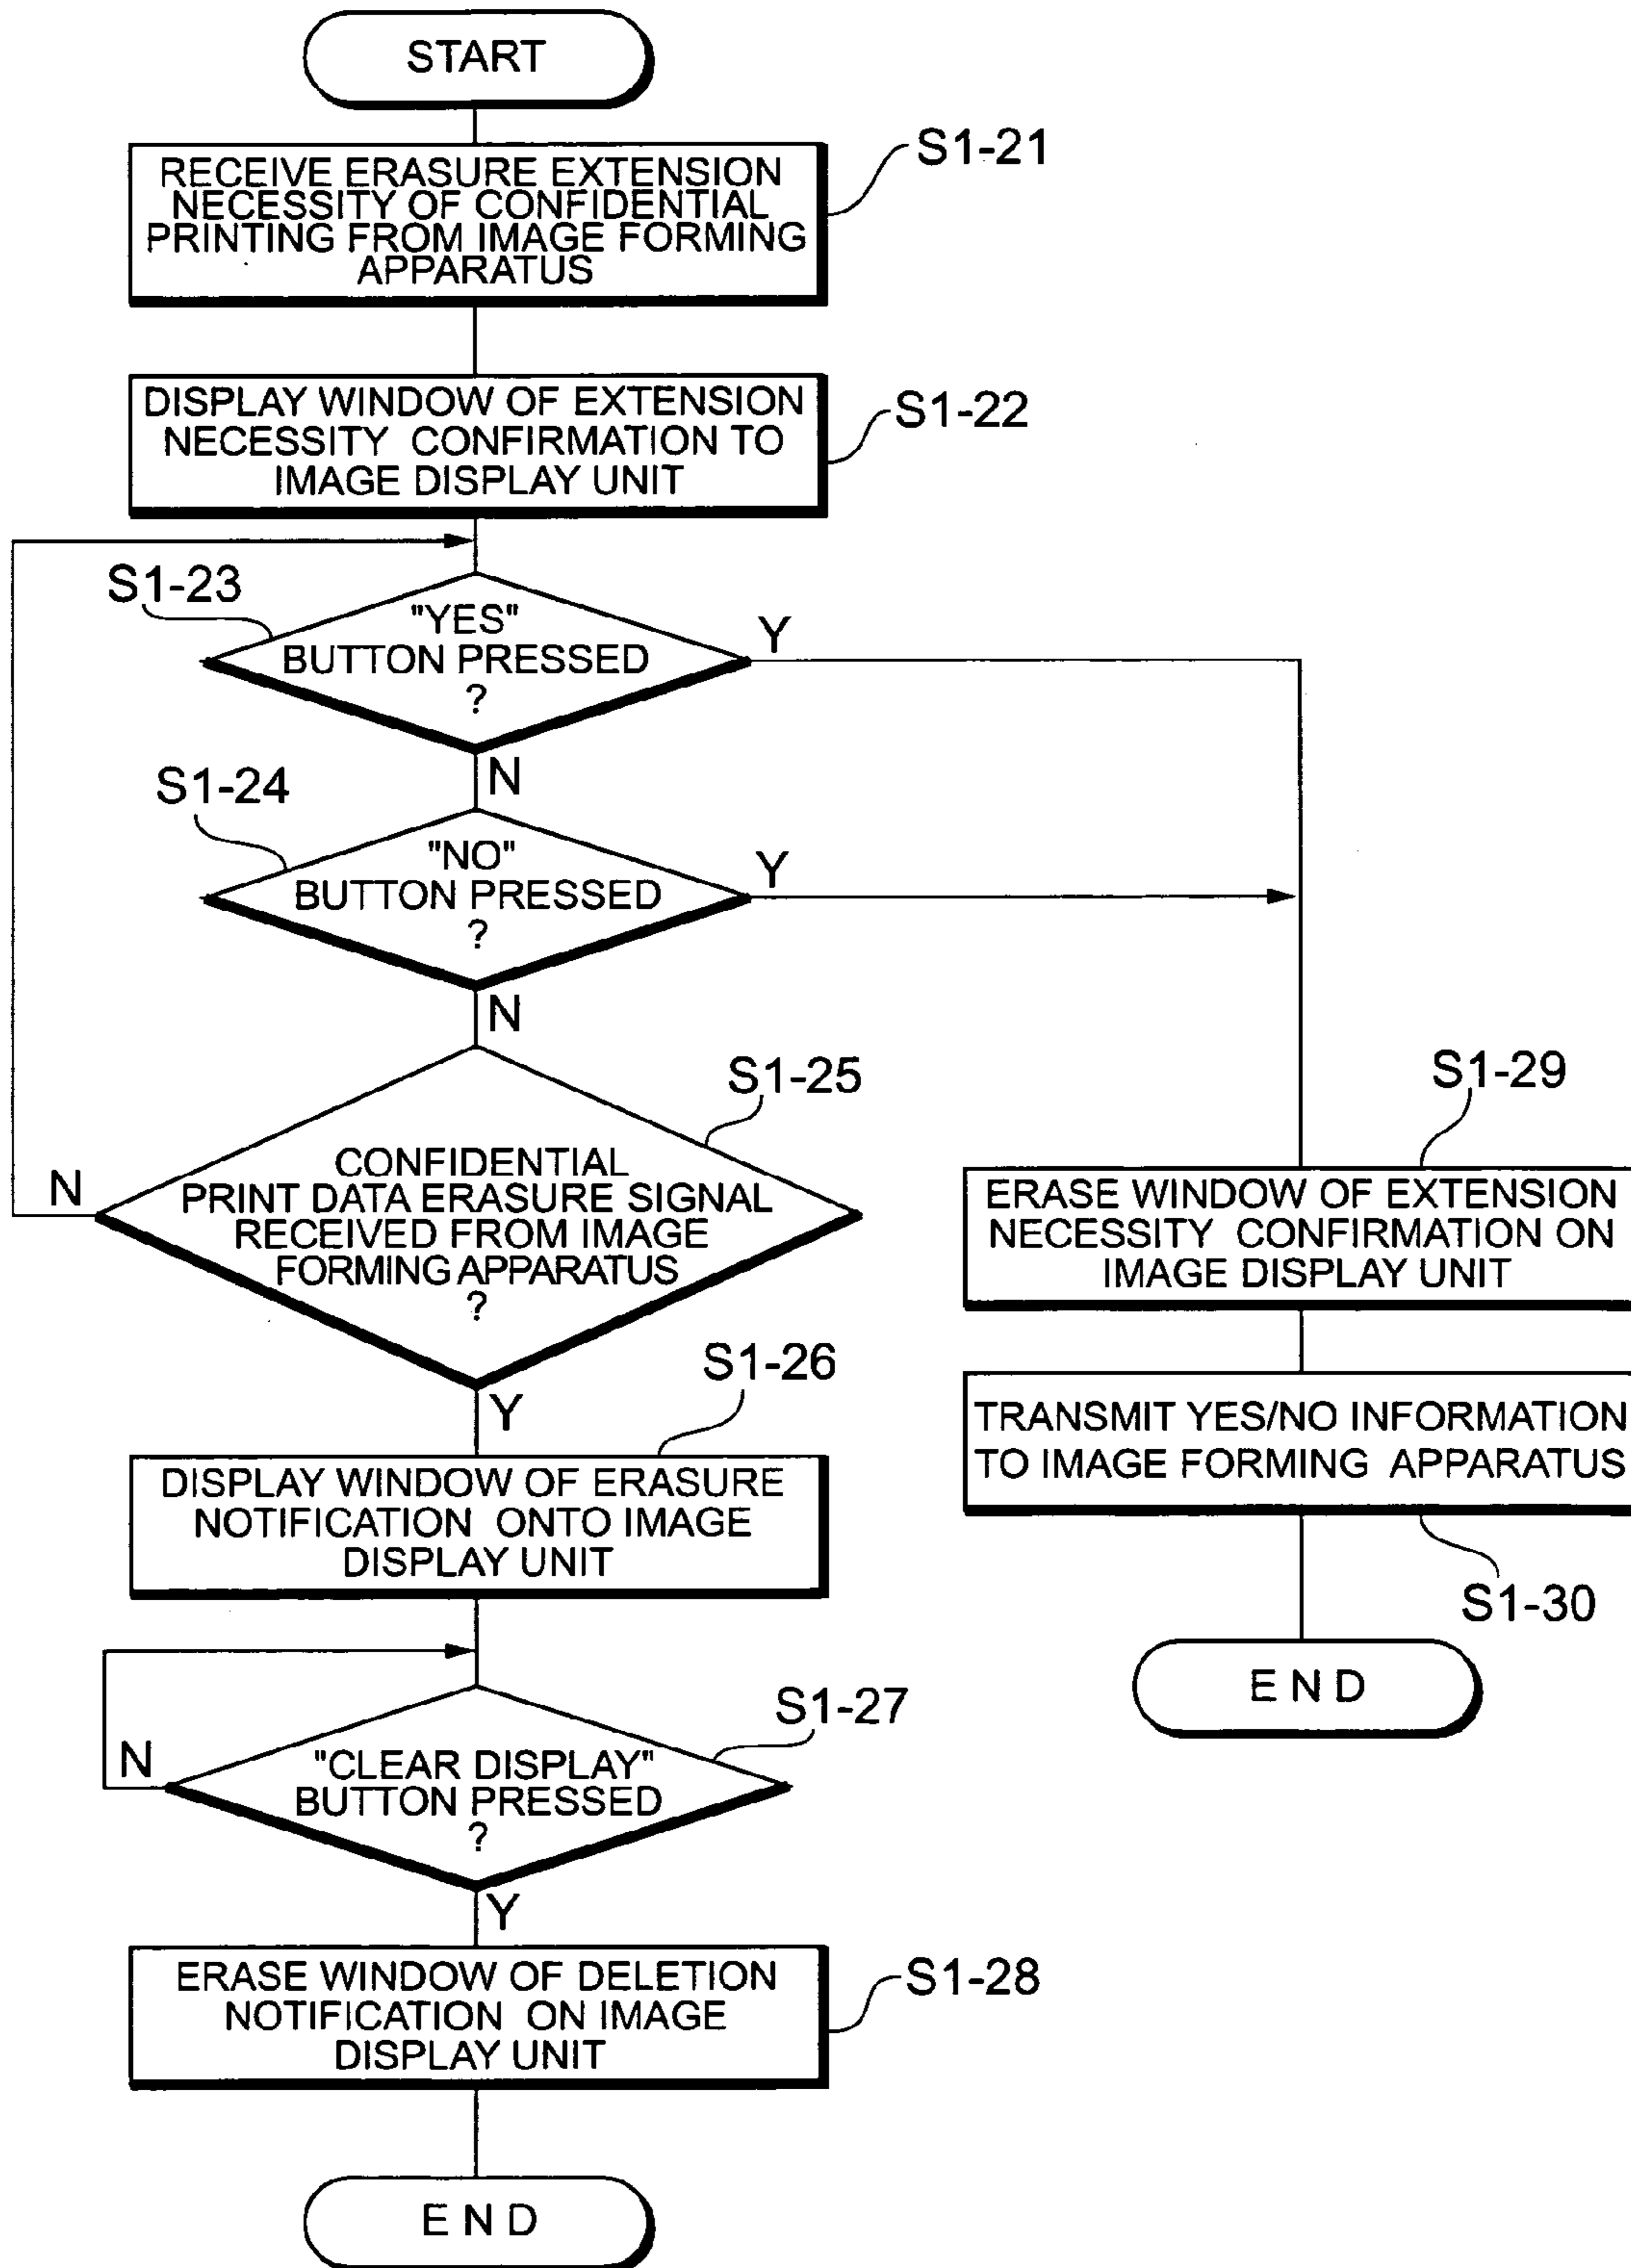 START
S1-21
RECEIVE ERASURE EXTENSION
NECESSITY OF CONFIDENTIAL
PRINTING FROM IMAGE FORMING
APPARATUS
S1-22
DISPLAY WINDOW OF EXTENSION
NECESSITY CONFIRMATION TO
IMAGE DISPLAY UNIT
S1-23
"YES"
BUTTON PRESSED
?
Y
N
S1-24
"NO"
BUTTON PRESSED
?
Y
N
S1-25
CONFIDENTIAL
PRINT DATA ERASURE SIGNAL
RECEIVED FROM IMAGE
FORMING APPARATUS
?
N
Y
S1-26
DISPLAY WINDOW OF ERASURE
NOTIFICATION ONTO IMAGE
DISPLAY UNIT
S1-27
"CLEAR DISPLAY"
BUTTON PRESSED
?
N
Y
S1-28
ERASE WINDOW OF DELETION
NOTIFICATION ON IMAGE
DISPLAY UNIT
END
S1-29
ERASE WINDOW OF EXTENSION
NECESSITY CONFIRMATION ON
IMAGE DISPLAY UNIT
TRANSMIT YES/NO INFORMATION
TO IMAGE FORMING APPARATUS
S1-30
END